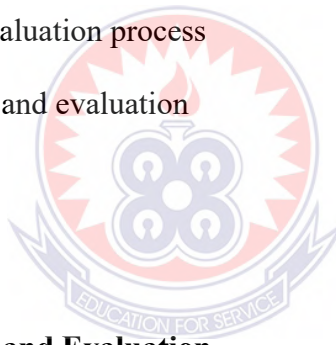 aluation process
and evaluation
EDUCATION FOR SERVICE
and Evaluation